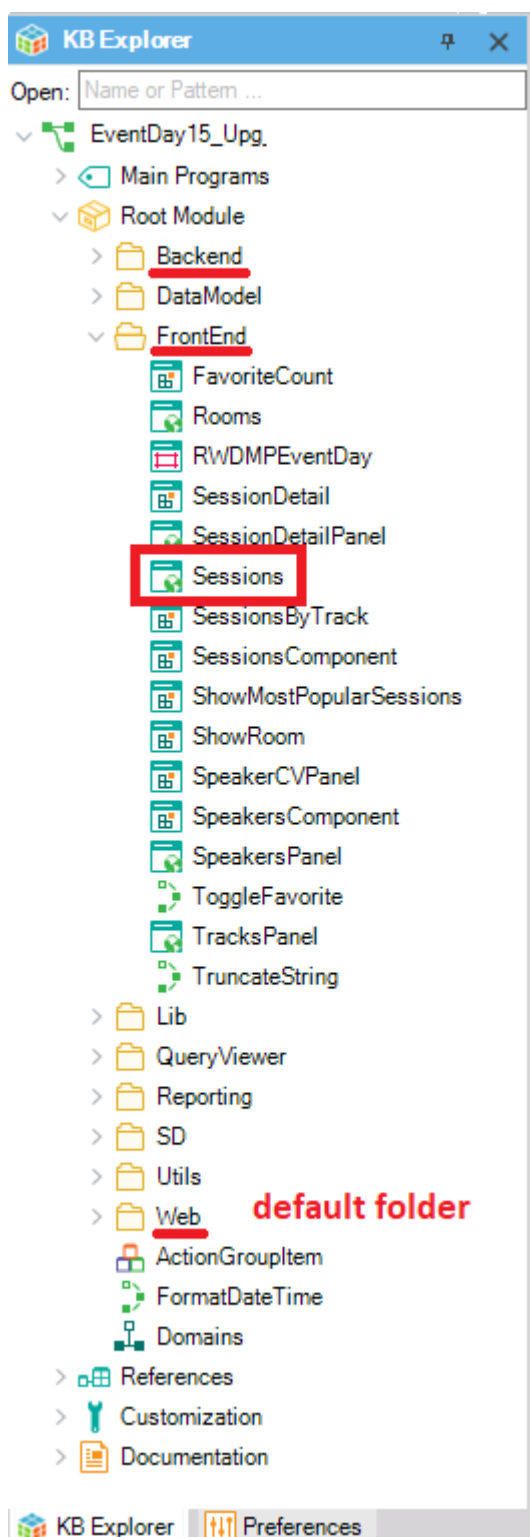 KB Explorer
Open: Name or Pattern ...
EventDay15_Upg.
Main Programs
Root Module
Backend
DataModel
FrontEnd
FavoriteCount
Rooms
RWDMPEventDay
SessionDetail
SessionDetailPanel
Sessions
SessionsByTrack
SessionsComponent
ShowMostPopularSessions
ShowRoom
SpeakerCVPanel
SpeakersComponent
SpeakersPanel
ToggleFavorite
TracksPanel
TruncateString
Lib
QueryViewer
Reporting
SD
Utils
Web default folder
ActionGroupItem
FormatDateTime
Domains
References
Customization
Documentation
KB Explorer Preferences